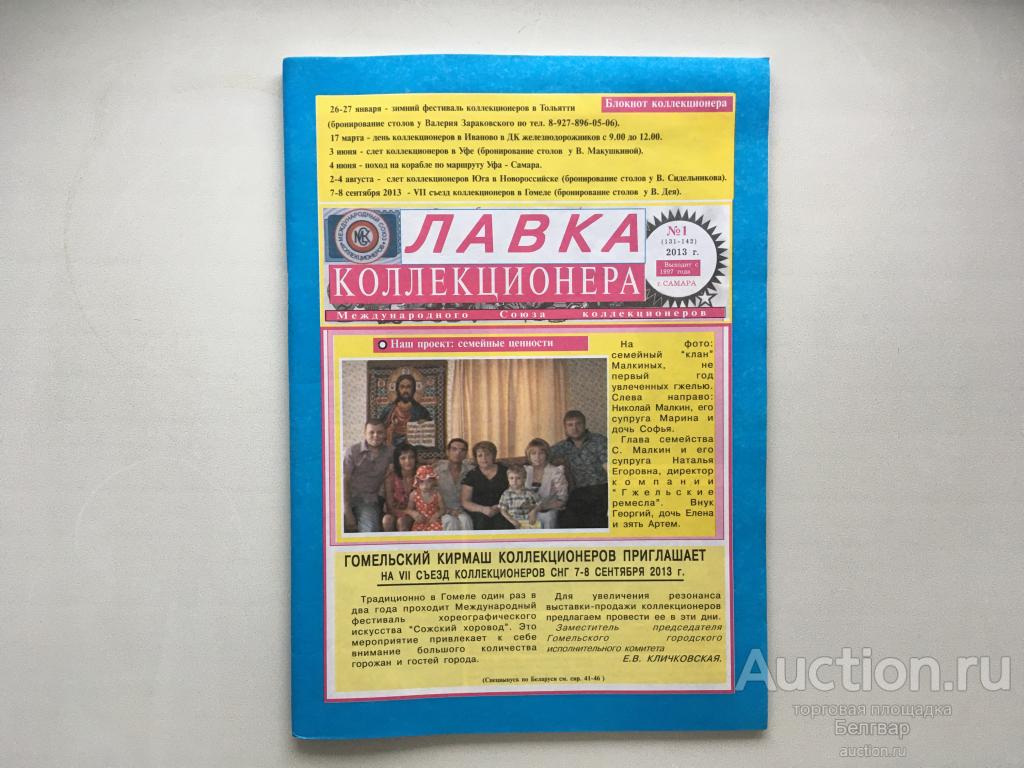 Блокнот коллекционера
26-27 января - зимний фестиваль коллекционеров в Тольятти
(бронирование столов у Валерия Зараковского по тел. 8-927-896-05-06).
17 марта - день коллекционеров в Иваново в ДК железнодорожников с 9.00 до 12.00.
3 июня - слет коллекционеров в Уфе (бронирование столов у В. Макушкиной).
4 июня - поход на корабле по маршруту Уфа - Самара.
2-4 августа - слет коллекционеров Юга в Новороссийске (бронирование столов у В. Сидельникова).
7-8 сентября 2013 - VII съезд коллекционеров в Гомеле (бронирование столов у В. Дея).
МЕЖДУНАРОДНЫЙ СОЮЗ
КОЛЛЕКЦИОНЕРОВ
МСК
ЛАВКА
КОЛЛЕКЦИОНЕРА
Международного Союза коллекционеров
№1
(131-142)
2013 г.
Выходит с
1997 года
г. САМАРА
Наш проект: семейные ценности
На фото:
семейный "клан"
Малкиных, не
первый год
увлеченных гжелью.
Слева направо:
Николай Малкин, его
супруга Марина и
дочь Софья.
Глава семейства
С. Малкин и его
супруга Наталья
Егоровна, директор
компании
"Гжельские
ремесла". Внук
Георгий, дочь Елена
и зять Артем.
ГОМЕЛЬСКИЙ КИРМАШ КОЛЛЕКЦИОНЕРОВ ПРИГЛАШАЕТ
НА VII СЪЕЗД КОЛЛЕКЦИОНЕРОВ СНГ 7-8 СЕНТЯБРЯ 2013 г.
Традиционно в Гомеле один раз в
два года проходит Международный
фестиваль хореографического
искусства "Сожский хоровод". Это
мероприятие привлекает к себе
внимание большого количества
горожан и гостей города.
Для увеличения резонанса
выставки-продажи коллекционеров
предлагаем провести ее в эти дни.
Заместитель председателя
Гомельского городского
исполнительного комитета
Е.В. КЛИЧКОВСКАЯ.
(Спецвыпуск по Беларуси см. стр. 41-46)
Auction.ru
торговая площадка
Белгвар
auction.ru